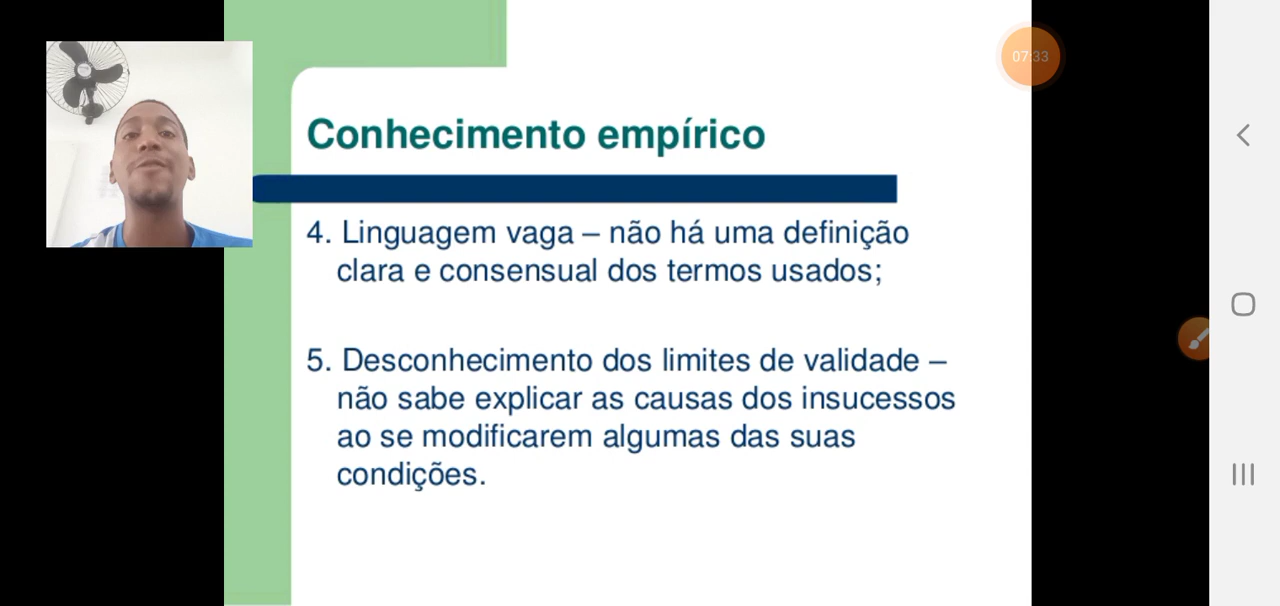 07:33
Conhecimento empírico
4. Linguagem vaga – não há uma definição
clara e consensual dos termos usados;
5. Desconhecimento dos limites de validade –
não sabe explicar as causas dos insucessos
ao se modificarem algumas das suas
condições.